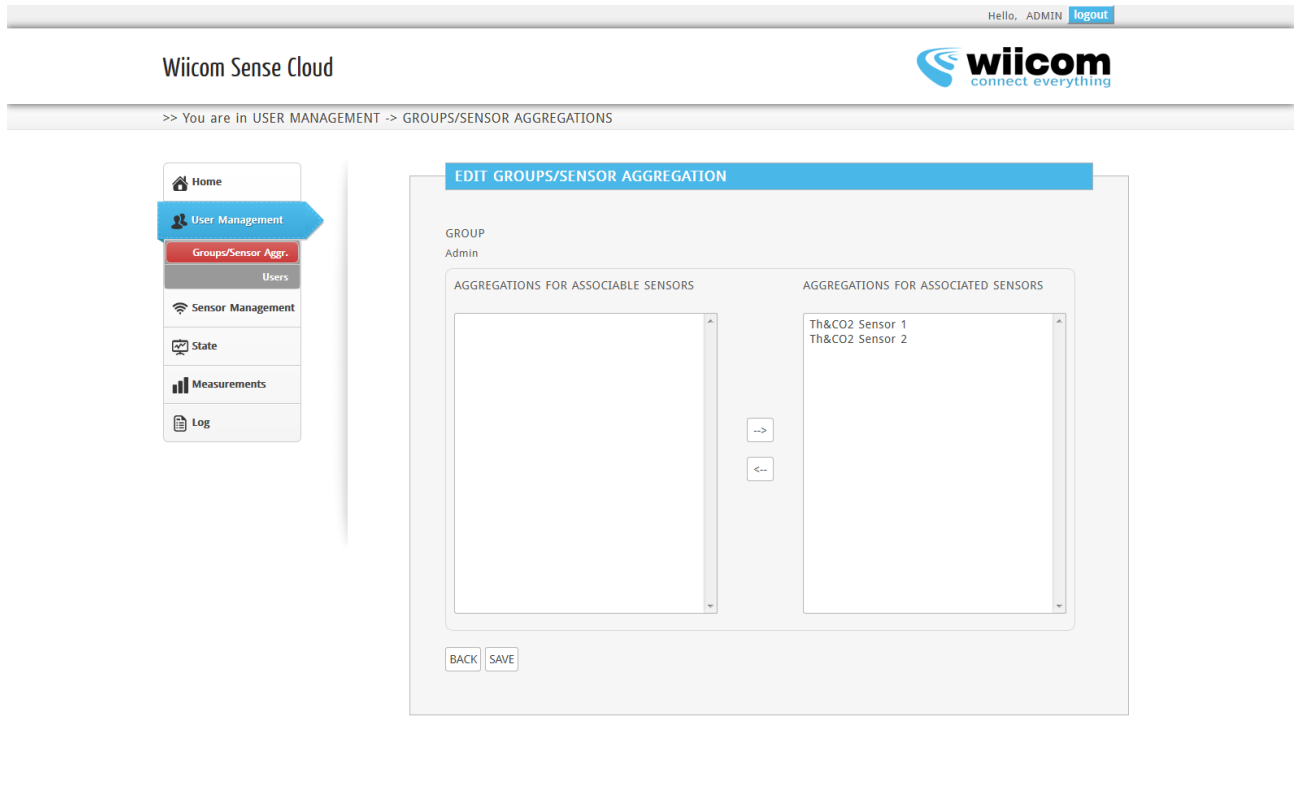 Hello, ADMIN logout
Wiicom Sense Cloud
wiicom
connect everything
>> You are in USER MANAGEMENT -> GROUPS/SENSOR AGGREGATIONS
Home
User Management
Groups/Sensor Aggr.
Users
Sensor Management
State
Measurements
Log
EDIT GROUPS/SENSOR AGGREGATION
GROUP
Admin
AGGREGATIONS FOR ASSOCIABLE SENSORS
AGGREGATIONS FOR ASSOCIATED SENSORS
Th&CO2 Sensor 1
Th&CO2 Sensor 2
-->
<--
BACK SAVE